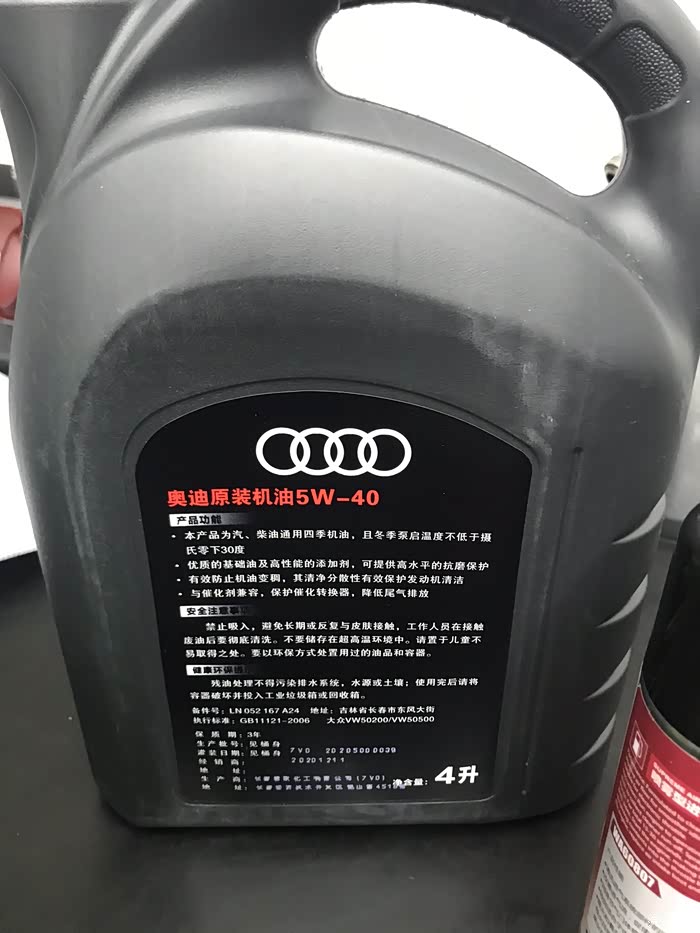 奥迪原装机油5W-40
产品功能
• 本产品为汽、柴油通用四季机油，且冬季泵启温度不低于摄
氏零下30度
• 优质的基础油及高性能的添加剂，可提供高水平的抗磨保护
• 有效防止机油变稠，其清净分散性有效保护发动机清洁
• 与催化剂兼容，保护催化转换器，降低尾气排放
安全注意事项
禁止吸入，避免长期或反复与皮肤接触，工作人员在接触
废油后要彻底清洗。不要储存在超高温环境中。请置于儿童不
易取得之处。要以环保方式处置用过的油品和容器。
健康环保
残油处理不得污染排水系统，水源或土壤；使用完后请将
容器破坏并投入工业垃圾箱或回收箱。
备件号：LN 052 167 A24 地址：吉林省长春市东风大街
执行标准：GB11121-2006 大众VW50200/VW50500
保质期：3年
生产批号：见桶身 7V0 20205000039
灌装日期：见桶身 20201211
经销商：
地址：
生产商：
地址：
净含量：4升
WA60807